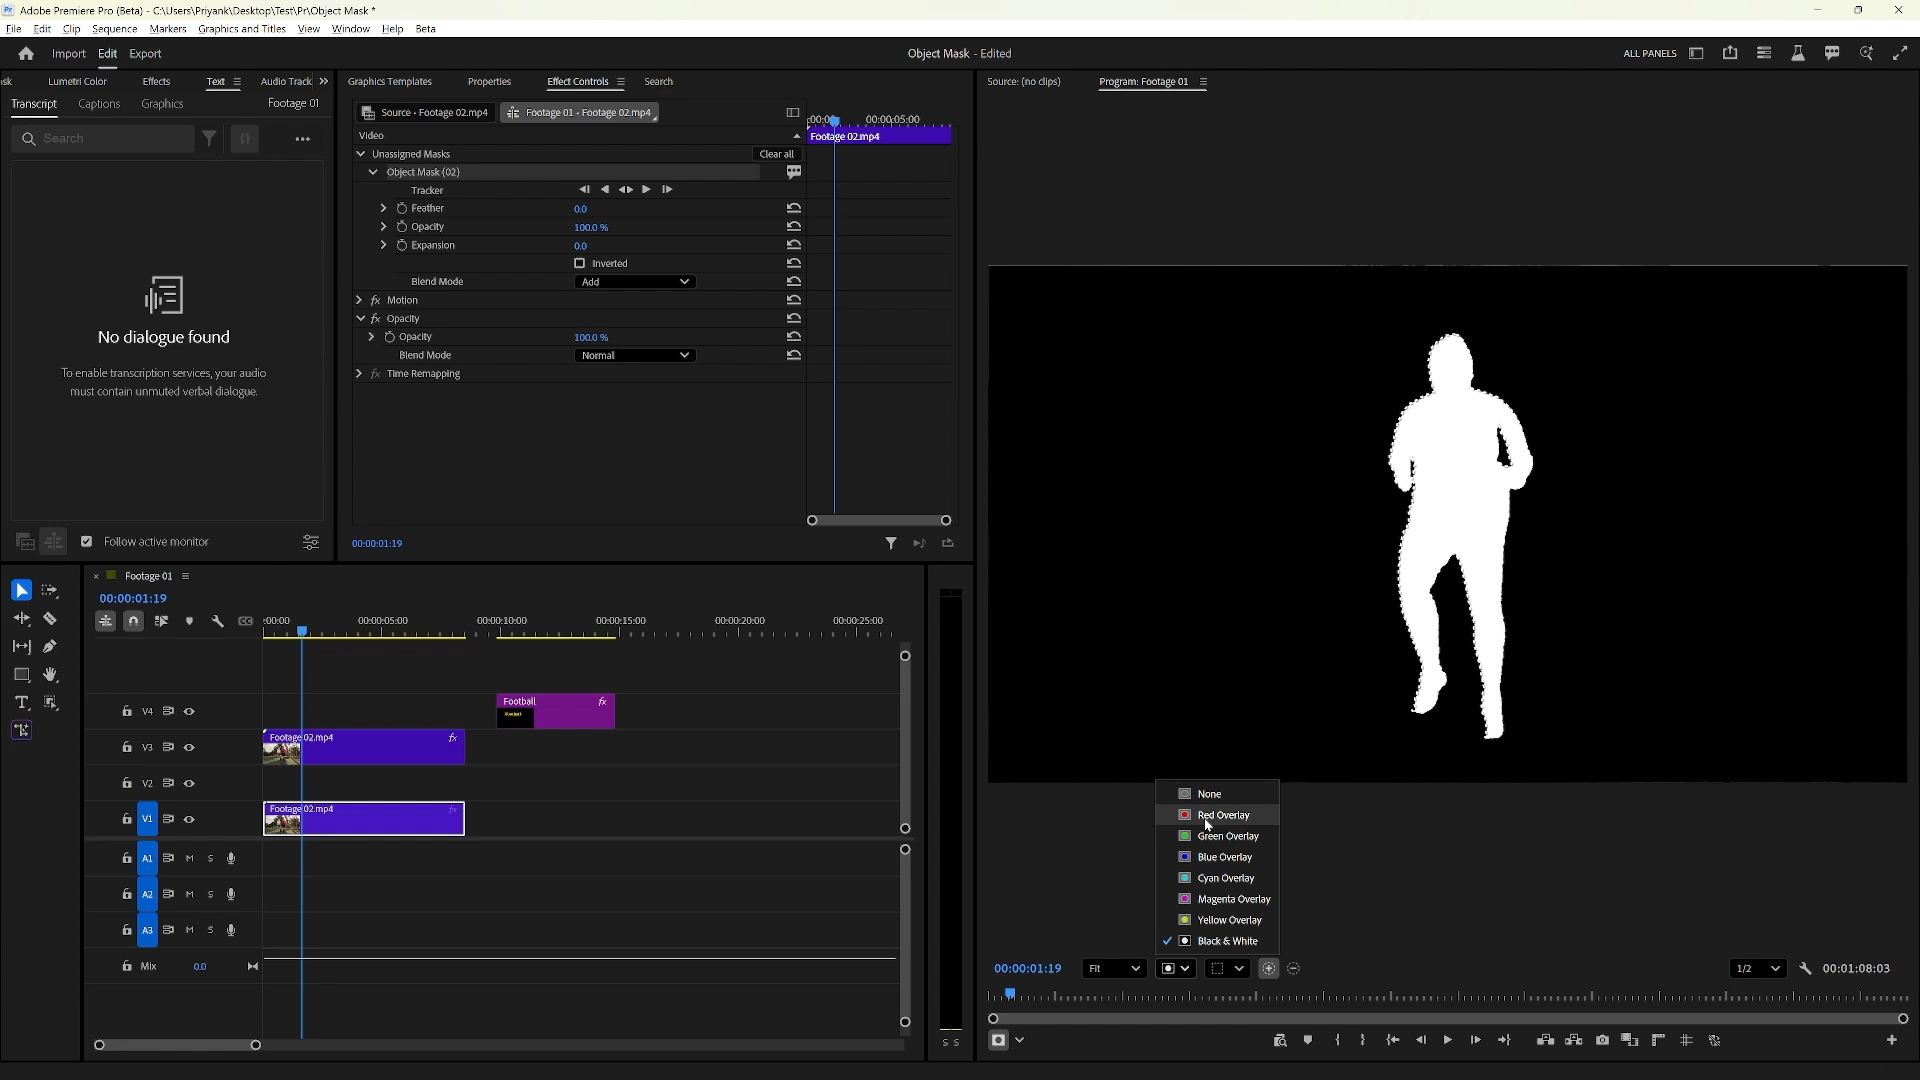 Pr Adobe Premiere Pro (Beta) - C:\Users\Priyank\Desktop\Test\Pr\Object Mask *
File Edit Clip Sequence Markers Graphics and Titles View Window Help Beta
Import Edit Export
Object Mask - Edited
ALL PANELS
sk Lumetri Color Effects Text Audio Track
Graphics Templates Properties Effect Controls Search
Source: (no clips) Program: Footage 01
Transcript Captions Graphics Footage 01
Search
No dialogue found
To enable transcription services, your audio
must contain unmuted verbal dialogue.
Follow active monitor
Source • Footage 02.mp4 Footage 01 • Footage 02.mp4
:00:00 00:00:05:00
Video
Footage 02.mp4
Unassigned Masks Clear all
Object Mask (02)
Tracker
Feather 0.0
Opacity 100.0 %
Expansion 0.0
Inverted
Blend Mode Add
fx Motion
fx Opacity
Opacity 100.0 %
Blend Mode Normal
fx Time Remapping
00:00:01:19
× Footage 01
00:00:01:19
CC
:00:00 00:00:05:00 00:00:10:00 00:00:15:00 00:00:20:00 00:00:25:00
V4 Football fx
V3 Footage 02.mp4 fx
V2
V1 Footage 02.mp4 fx
A1 M S
A2 M S
A3 M S
Mix 0.0
S S
None
Red Overlay
Green Overlay
Blue Overlay
Cyan Overlay
Magenta Overlay
Yellow Overlay
Black & White
00:00:01:19 Fit 1/2 00:01:08:03